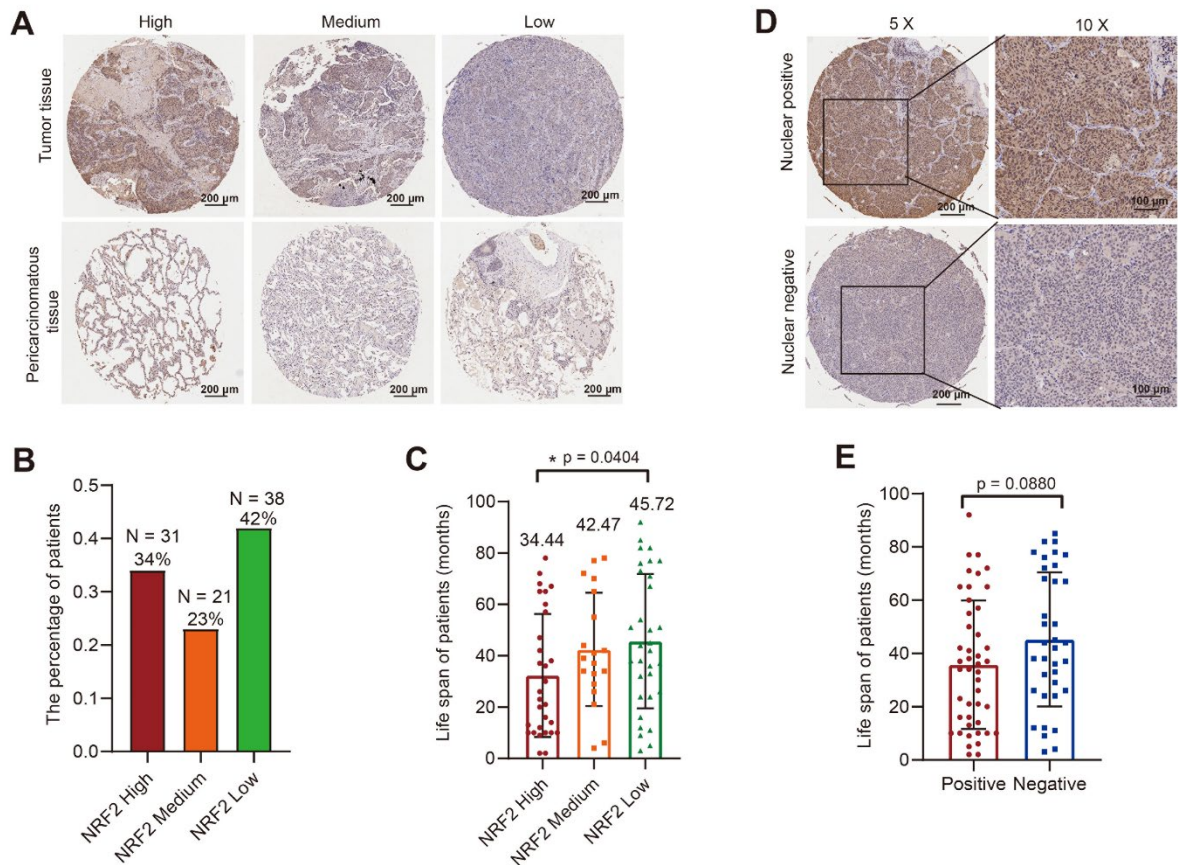 A
High
Medium
Low
Tumor tissue
200 µm
200 µm
200 µm
Pericarcinomatous
tissue
200 µm
200 µm
200 µm
D
5 X
10 X
Nuclear positive
200 µm
100 µm
Nuclear negative
200 µm
100 µm
B
The percentage of patients
0.5
0.4
0.3
0.2
0.1
0.0
N = 31
34%
N = 21
23%
N = 38
42%
NRF2 High
NRF2 Medium
NRF2 Low
C
* p = 0.0404
Life span of patients (months)
100
80
60
40
20
0
34.44
42.47
45.72
NRF2 High
NRF2 Medium
NRF2 Low
E
p = 0.0880
Life span of patients (months)
100
80
60
40
20
0
Positive
Negative